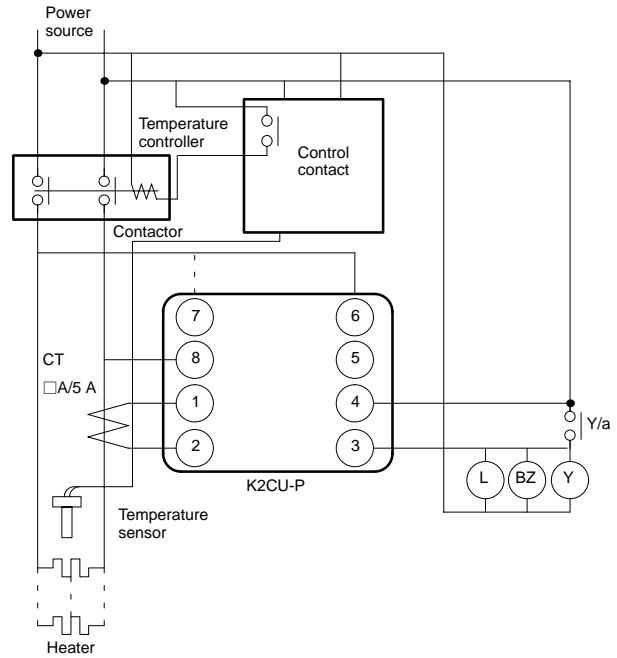 Power
source
Temperature
controller
Control
contact
Contactor
7
6
8
5
CT
□A/5 A
1
4
2
3
Y/a
L
BZ
Y
K2CU-P
Temperature
sensor
Heater